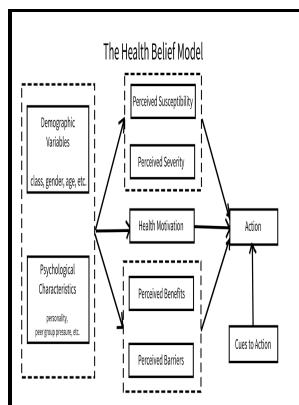 The Health Belief Model
Demographic
Variables
class, gender, age, etc.
Psychological
Characteristics
personality,
peer group pressure, etc.
Perceived Susceptibility
Perceived Severity
Health Motivation
Perceived Benefits
Perceived Barriers
Action
Cues to Action